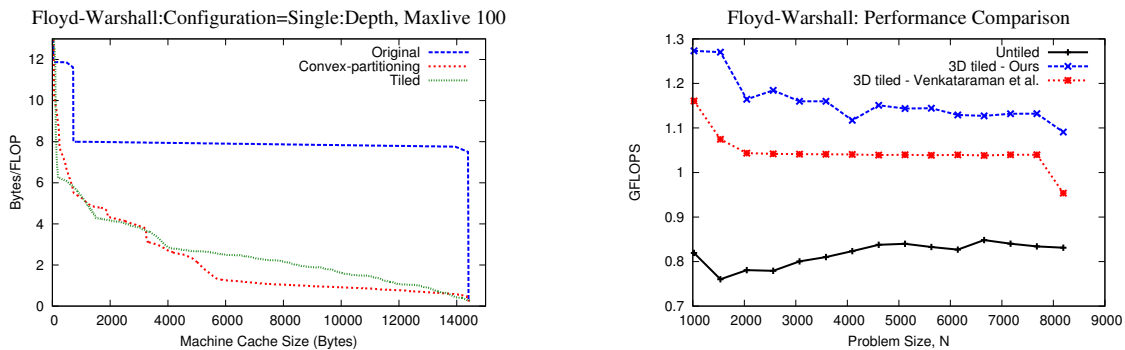 Floyd-Warshall:Configuration=Single:Depth, Maxlive 100
Original
Convex-partitioning
Tiled
Bytes/FLOP
12
10
8
6
4
2
0
0 2000 4000 6000 8000 10000 12000 14000
Machine Cache Size (Bytes)
Floyd-Warshall: Performance Comparison
Untiled
3D tiled - Ours
3D tiled - Venkataraman et al.
GFLOPS
1.3
1.2
1.1
1
0.9
0.8
0.7
1000 2000 3000 4000 5000 6000 7000 8000 9000
Problem Size, N